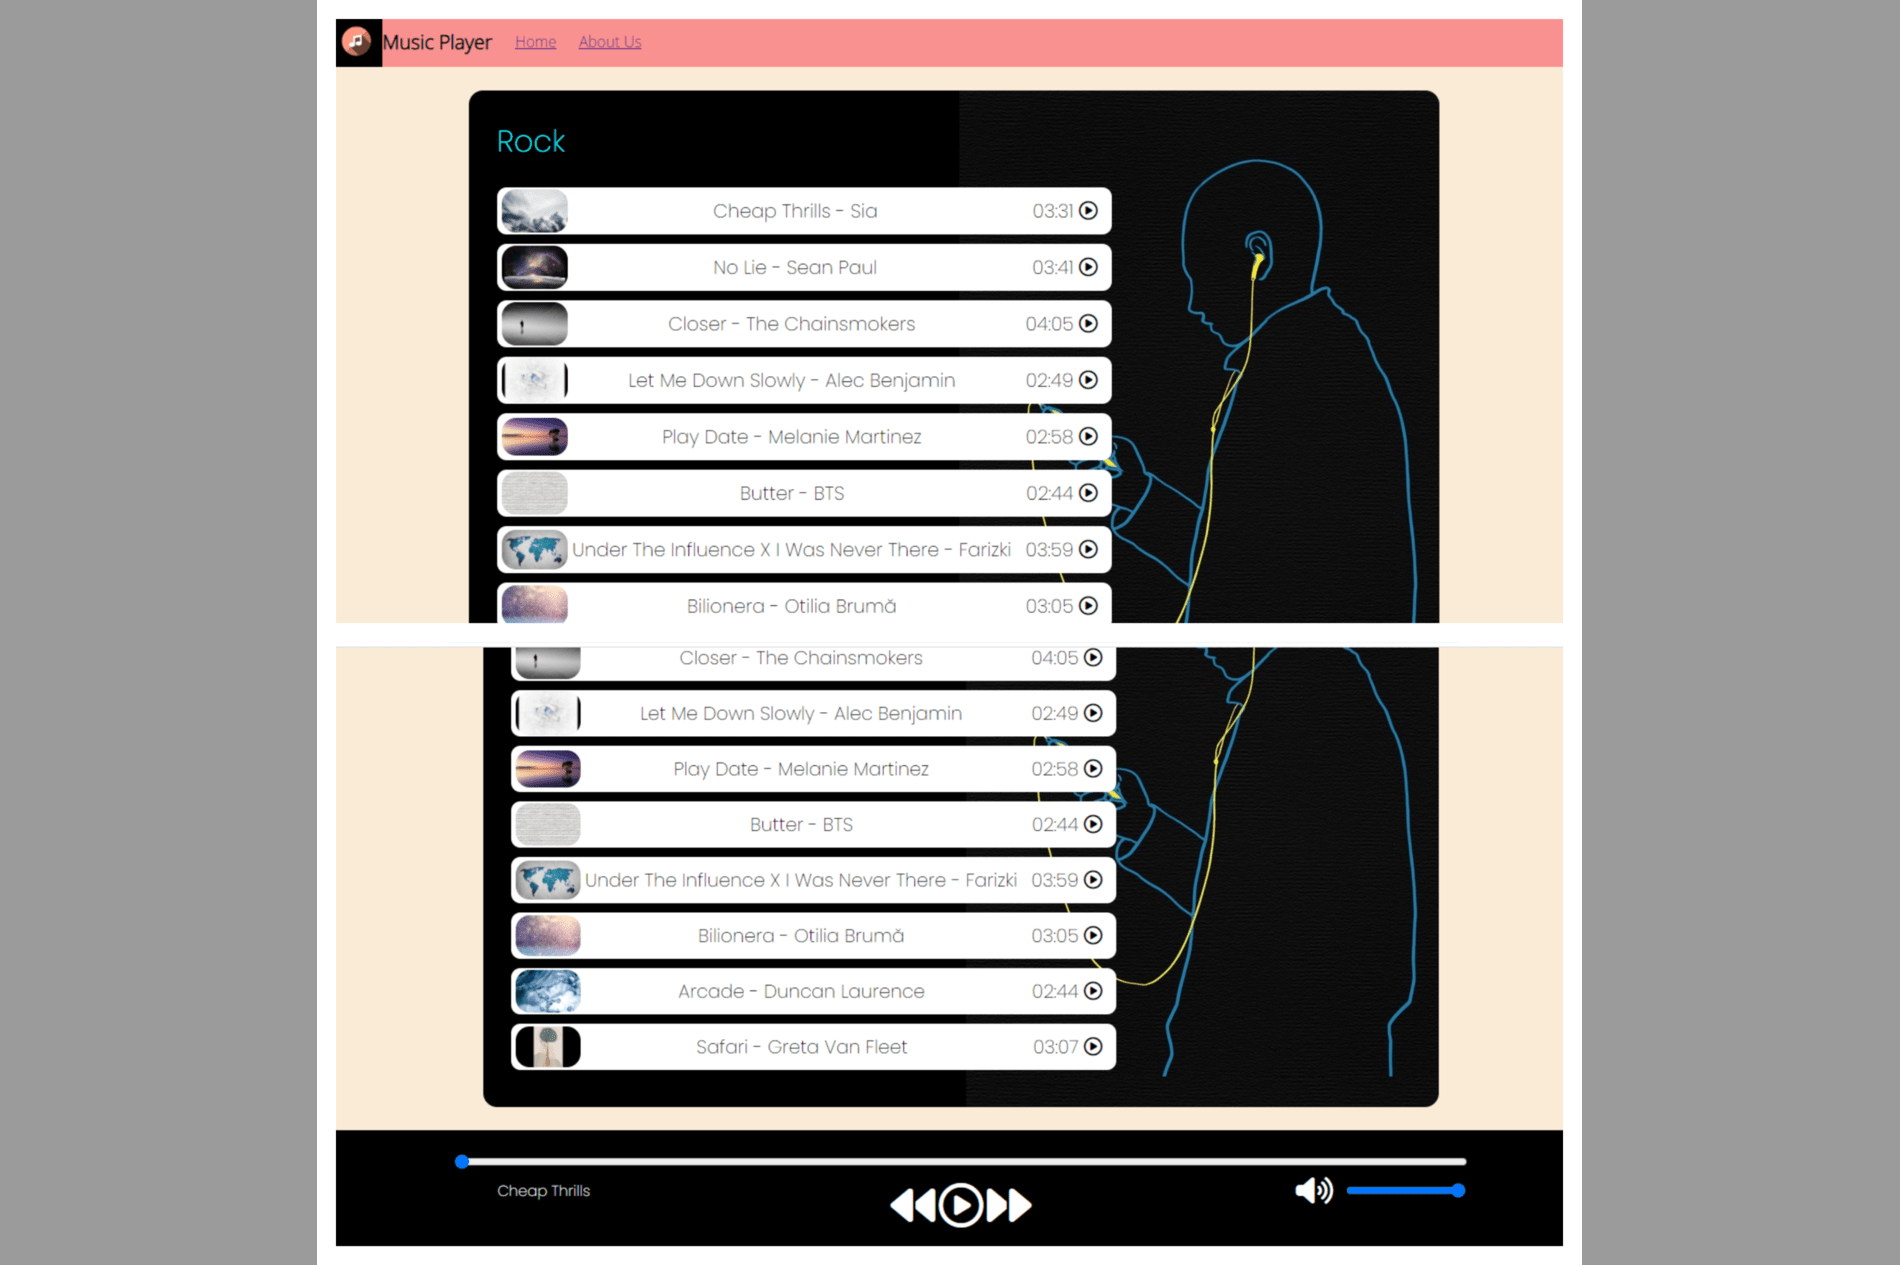 Music Player Home About Us
Rock
Cheap Thrills - Sia 03:31
No Lie - Sean Paul 03:41
Closer - The Chainsmokers 04:05
Let Me Down Slowly - Alec Benjamin 02:49
Play Date - Melanie Martinez 02:58
Butter - BTS 02:44
Under The Influence X I Was Never There - Farizki 03:59
Bilionera - Otilia Brumă 03:05
Closer - The Chainsmokers 04:05
Let Me Down Slowly - Alec Benjamin 02:49
Play Date - Melanie Martinez 02:58
Butter - BTS 02:44
Under The Influence X I Was Never There - Farizki 03:59
Bilionera - Otilia Brumă 03:05
Arcade - Duncan Laurence 02:44
Safari - Greta Van Fleet 03:07
Cheap Thrills